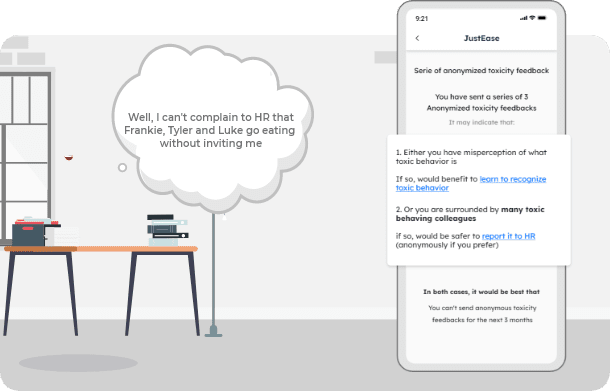 Well, I can't complain to HR that
Frankie, Tyler and Luke go eating
without inviting me
9:21
JustEase
Serie of anonymized toxicity feedback
You have sent a series of 3
Anonymized toxicity feedbacks
It may indicate that:
1. Either you have misperception of what
toxic behavior is
If so, would benefit to learn to recognize
toxic behavior
2. Or you are surrounded by many toxic
behaving colleagues
if so, would be safer to report it to HR
(anonymously if you prefer)
In both cases, it would be best that
You can't send anonymous toxicity
feedbacks for the next 3 months